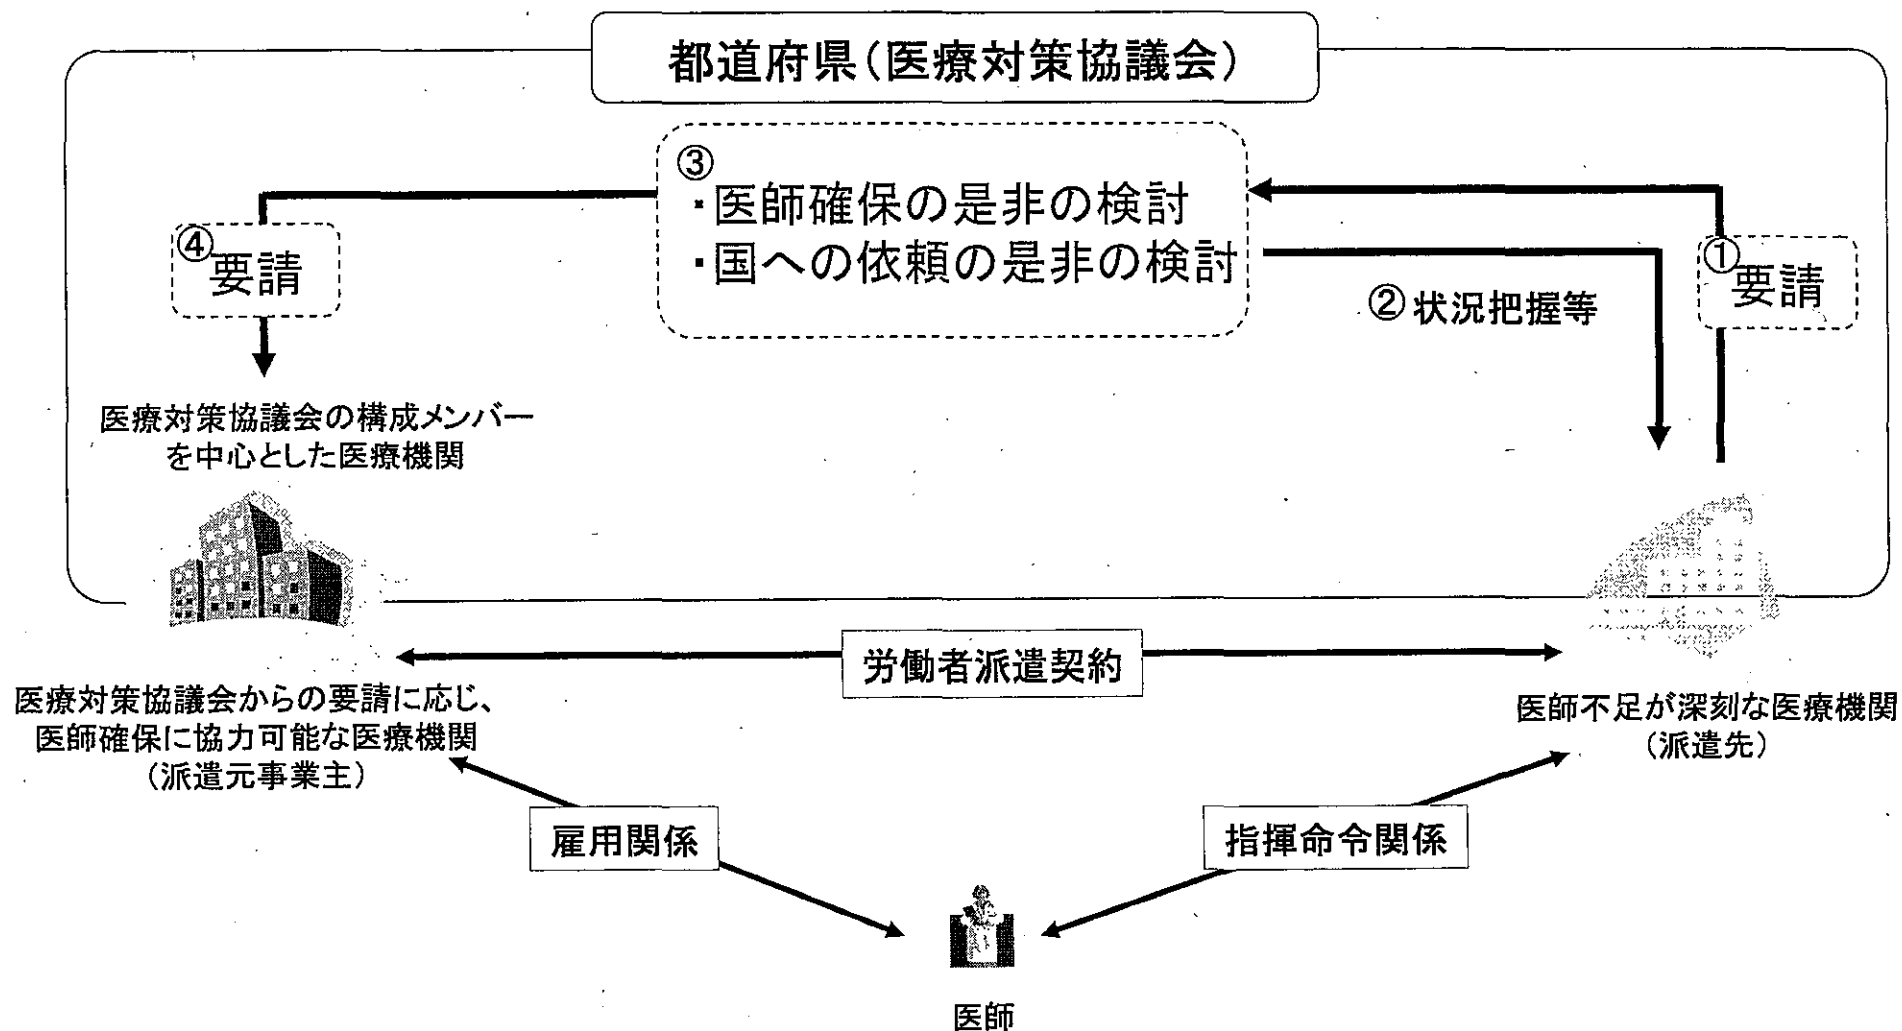 都道府県(医療対策協議会)
③
・医師確保の是非の検討
・国への依頼の是非の検討
④
要請
①
要請
②状況把握等
医療対策協議会の構成メンバー
を中心とした医療機関
労働者派遣契約
医療対策協議会からの要請に応じ、
医師確保に協力可能な医療機関
(派遣元事業主)
医師不足が深刻な医療機関
(派遣先)
雇用関係
指揮命令関係
医師